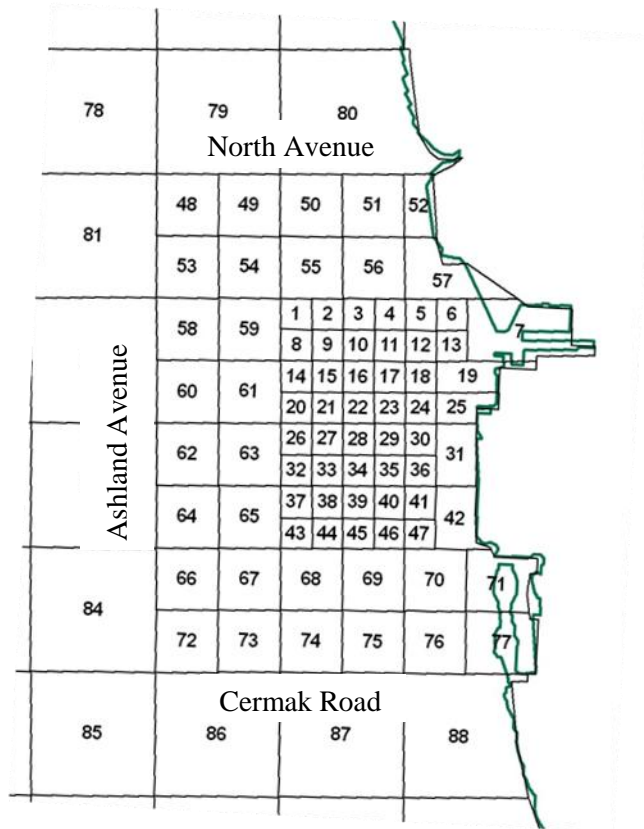 78 79 80
North Avenue
48 49 50 51 52
81
53 54 55 56 57
1 2 3 4 5 6
58 59 7
8 9 10 11 12 13
14 15 16 17 18 19
60 61
20 21 22 23 24 25
Ashland Avenue
26 27 28 29 30
62 63 31
32 33 34 35 36
37 38 39 40 41
64 65 42
43 44 45 46 47
66 67 68 69 70 71
84
72 73 74 75 76 77
Cermak Road
85 86 87 88